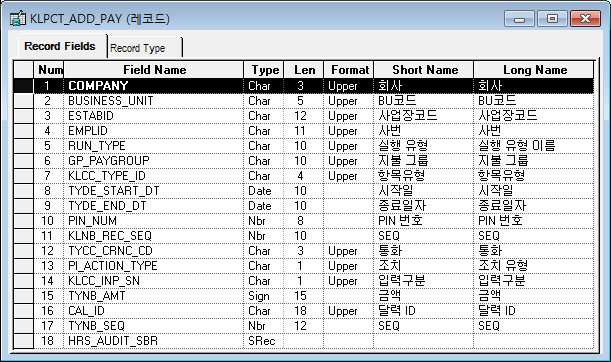 KLPCT_ADD_PAY (레코드)
Record Fields Record Type
Num Field Name Type Len Format Short Name Long Name
1 COMPANY Char 3 Upper 회사 회사
2 BUSINESS_UNIT Char 5 Upper BU코드 BU코드
3 ESTABID Char 12 Upper 사업장코드 사업장코드
4 EMPLID Char 11 Upper 사번 사번
5 RUN_TYPE Char 10 Upper 실행 유형 실행 유형 이름
6 GP_PAYGROUP Char 10 Upper 지불 그룹 지불 그룹
7 KLCC_TYPE_ID Char 4 Upper 항목유형 항목유형
8 TYDE_START_DT Date 10 시작일 시작일
9 TYDE_END_DT Date 10 종료일자 종료일자
10 PIN_NUM Nbr 8 PIN 번호 PIN 번호
11 KLNB_REC_SEQ Nbr 10 SEQ SEQ
12 TYCC_CRNC_CD Char 3 Upper 통화 통화
13 PI_ACTION_TYPE Char 1 Upper 조치 조치 유형
14 KLCC_INP_SN Char 1 Upper 입력구분 입력구분
15 TYNB_AMT Sign 15 금액 금액
16 CAL_ID Char 18 Upper 달력 ID 달력 ID
17 TYNB_SEQ Nbr 12 SEQ SEQ
18 HRS_AUDIT_SBR SRec